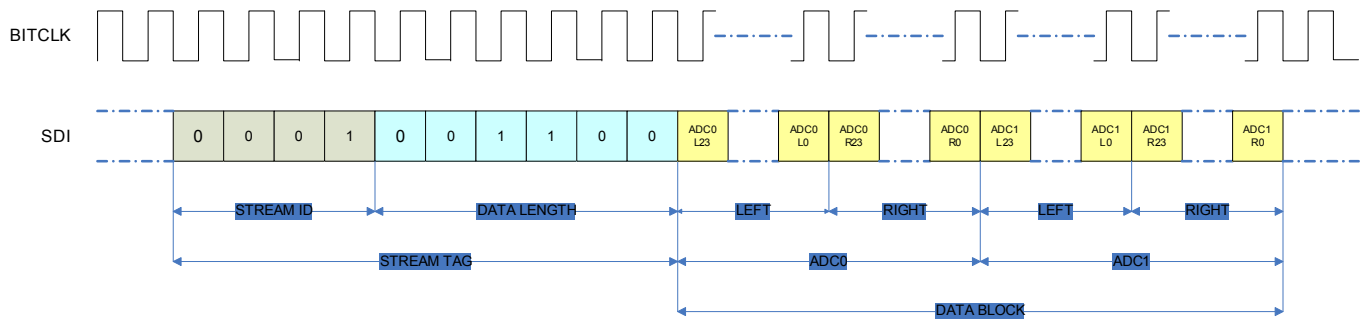 BITCLK
SDI
0 0 0 1 0 0 1 1 0 0 ADC0 ADC0 ADC0 ADC0 ADC1 ADC1 ADC1 ADC1
L23 L0 R23 R0 L23 L0 R23 R0
STREAM ID DATA LENGTH LEFT RIGHT LEFT RIGHT
STREAM TAG ADC0 ADC1
DATA BLOCK